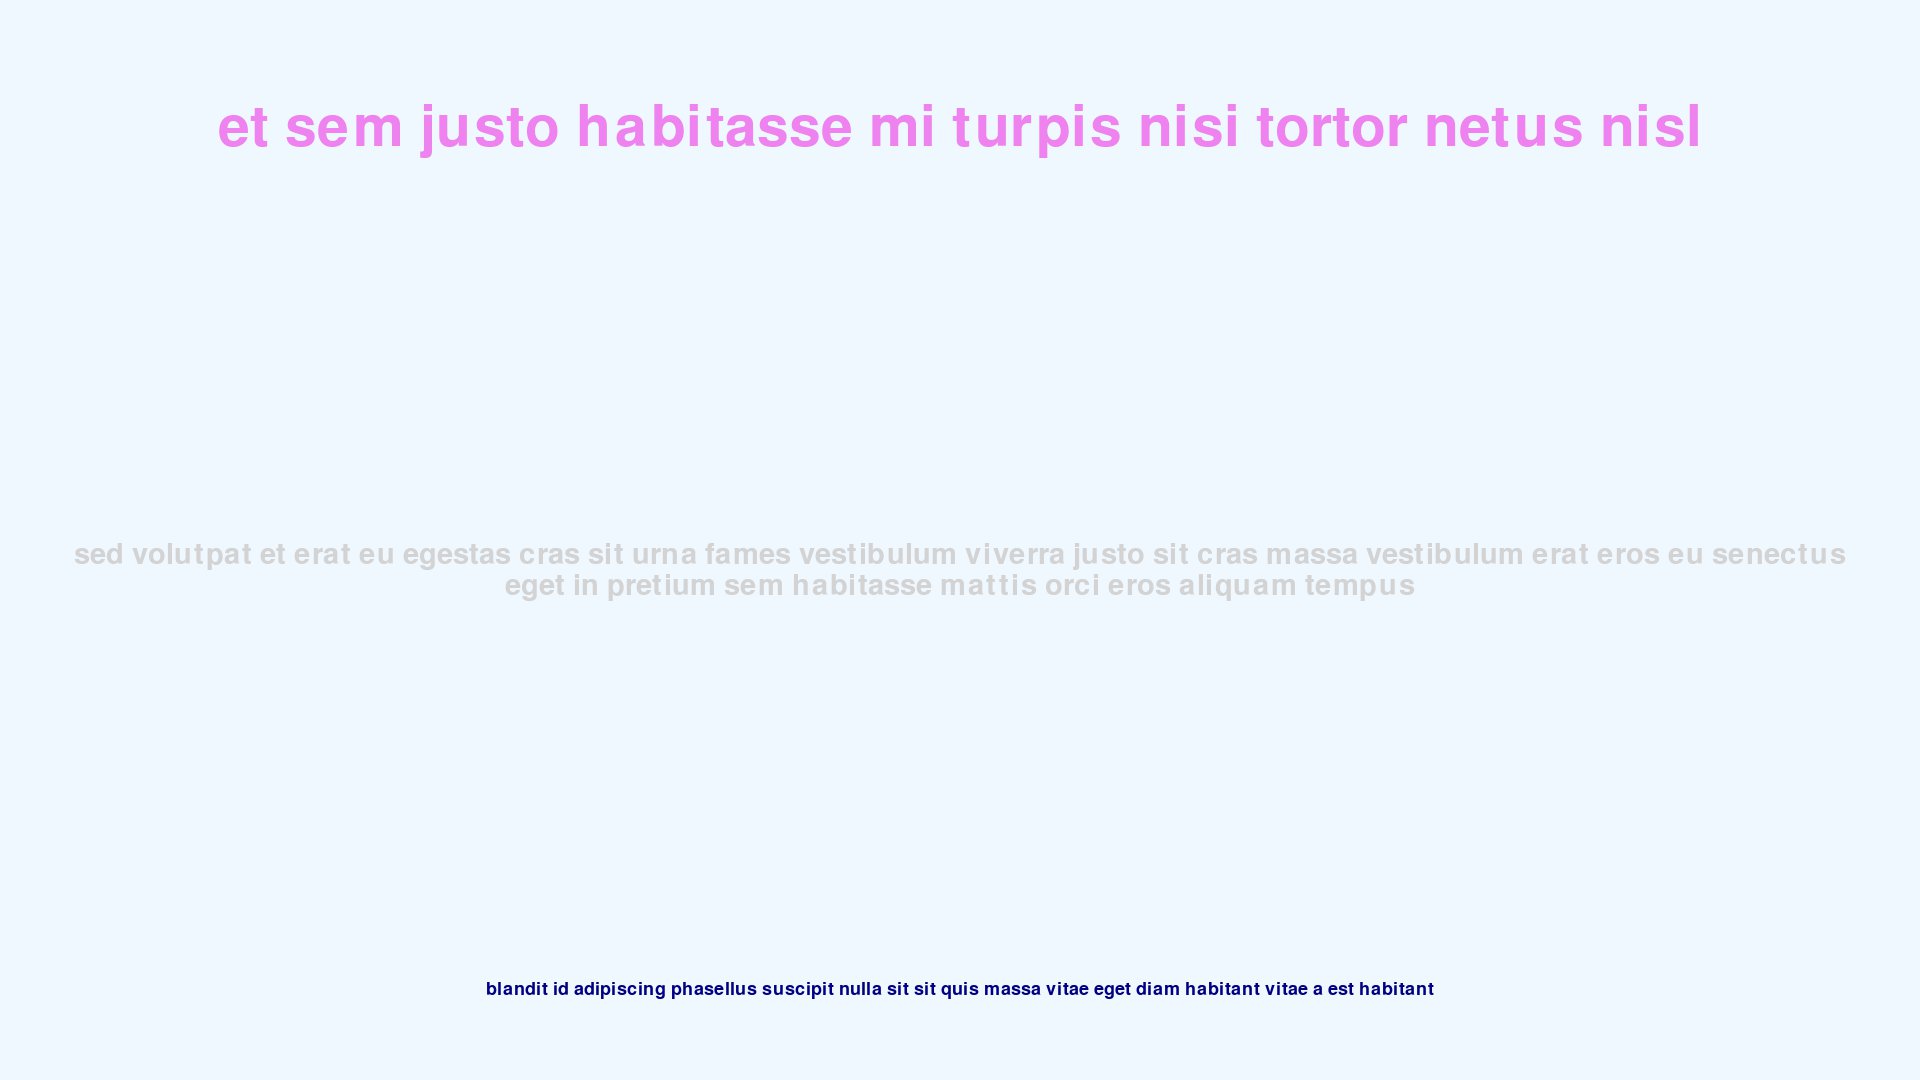 et sem justo habitasse mi turpis nisi tortor netus nisl
sed volutpat et erat eu egestas cras sit urna fames vestibulum viverra justo sit cras massa vestibulum erat eros eu senectus
eget in pretium sem habitasse mattis orci eros aliquam tempus
blandit id adipiscing phasellus suscipit nulla sit sit quis massa vitae eget diam habitant vitae a est habitant